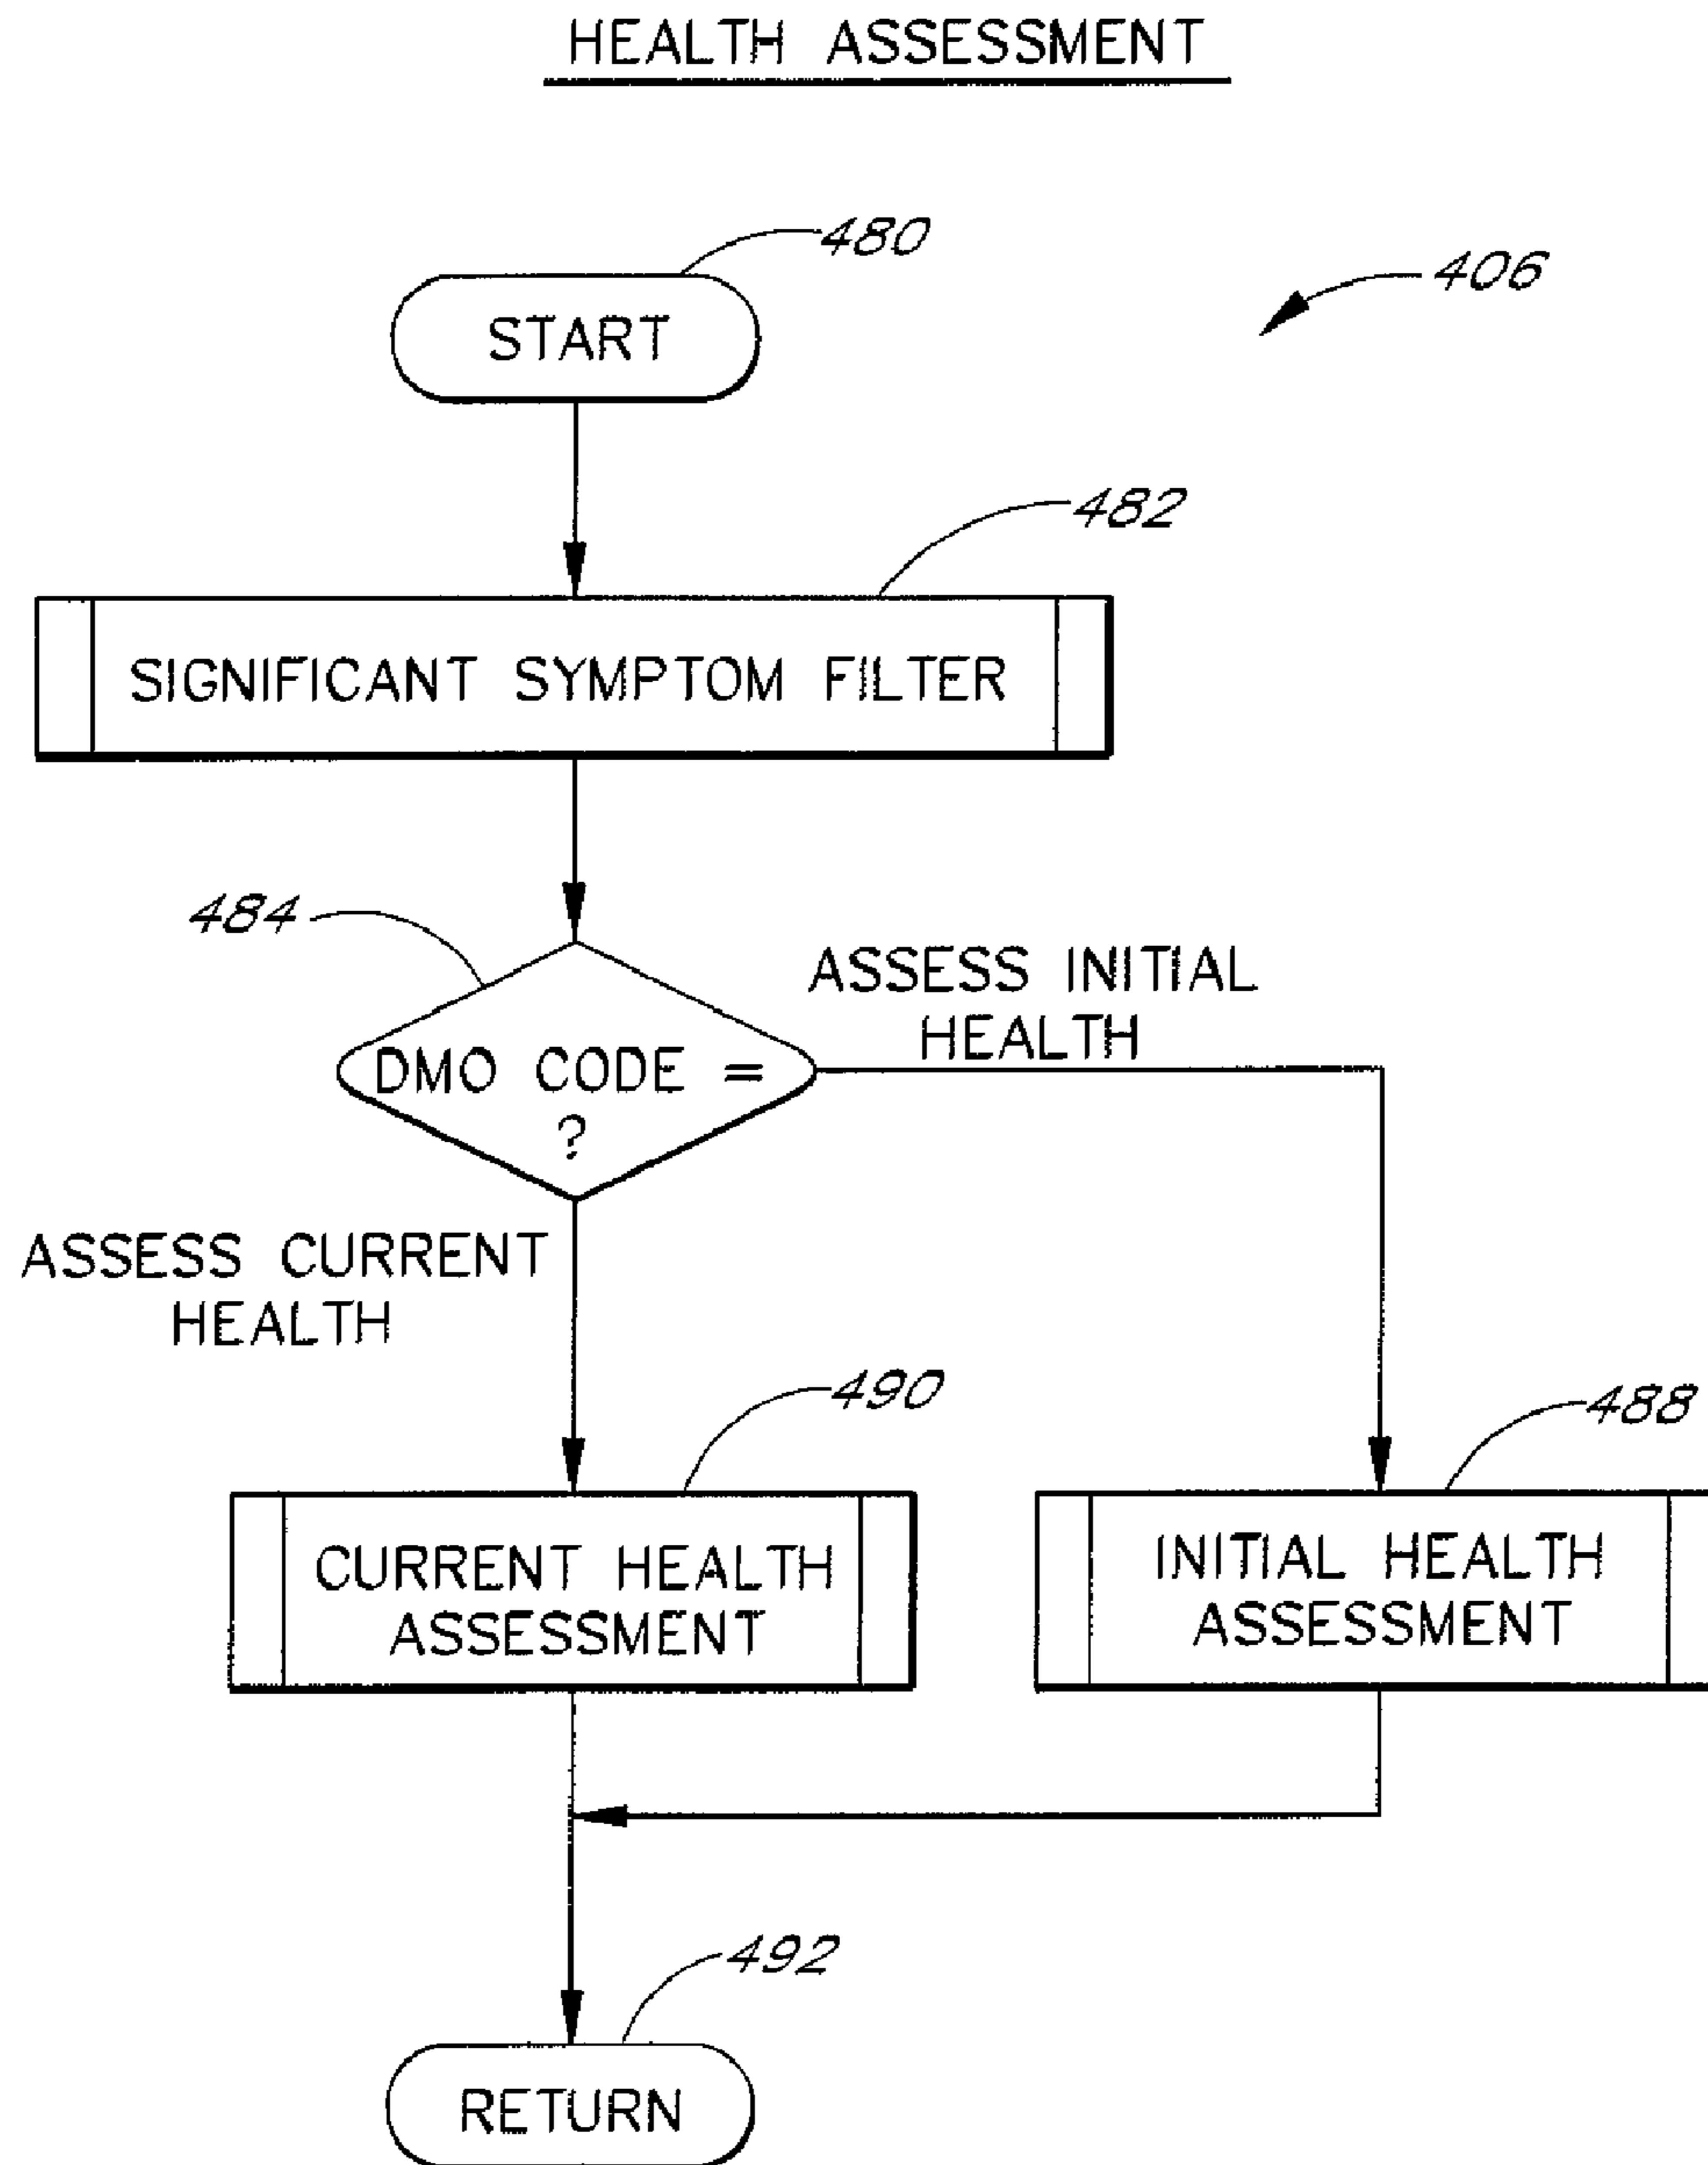 HEALTH ASSESSMENT
480
406
START
482
SIGNIFICANT SYMPTOM FILTER
484
ASSESS INITIAL
HEALTH
DMO CODE =
?
ASSESS CURRENT
HEALTH
490
488
CURRENT HEALTH
ASSESSMENT
INITIAL HEALTH
ASSESSMENT
492
RETURN